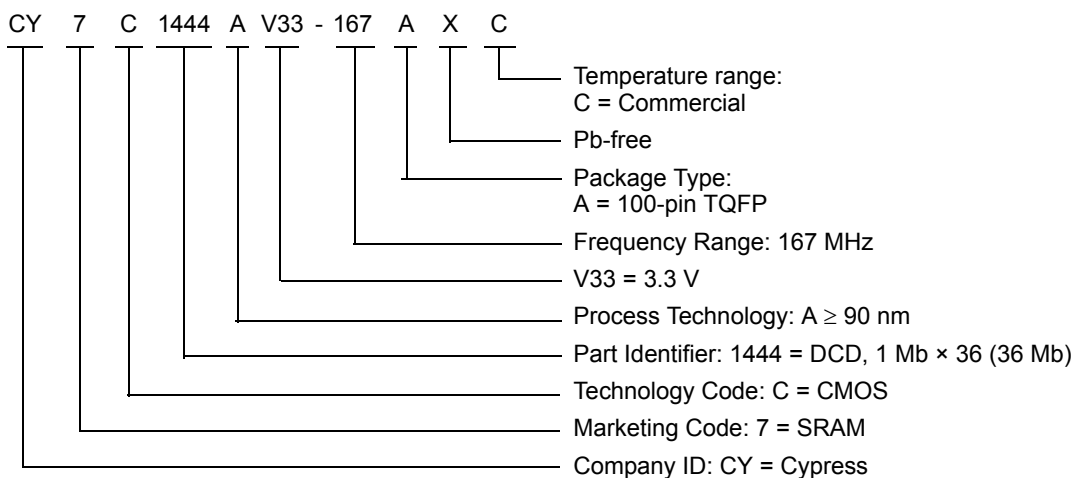 CY 7 C 1444 A V33 - 167 A X C
Temperature range:
C = Commercial
Pb-free
Package Type:
A = 100-pin TQFP
Frequency Range: 167 MHz
V33 = 3.3 V
Process Technology: A ≥ 90 nm
Part Identifier: 1444 = DCD, 1 Mb × 36 (36 Mb)
Technology Code: C = CMOS
Marketing Code: 7 = SRAM
Company ID: CY = Cypress